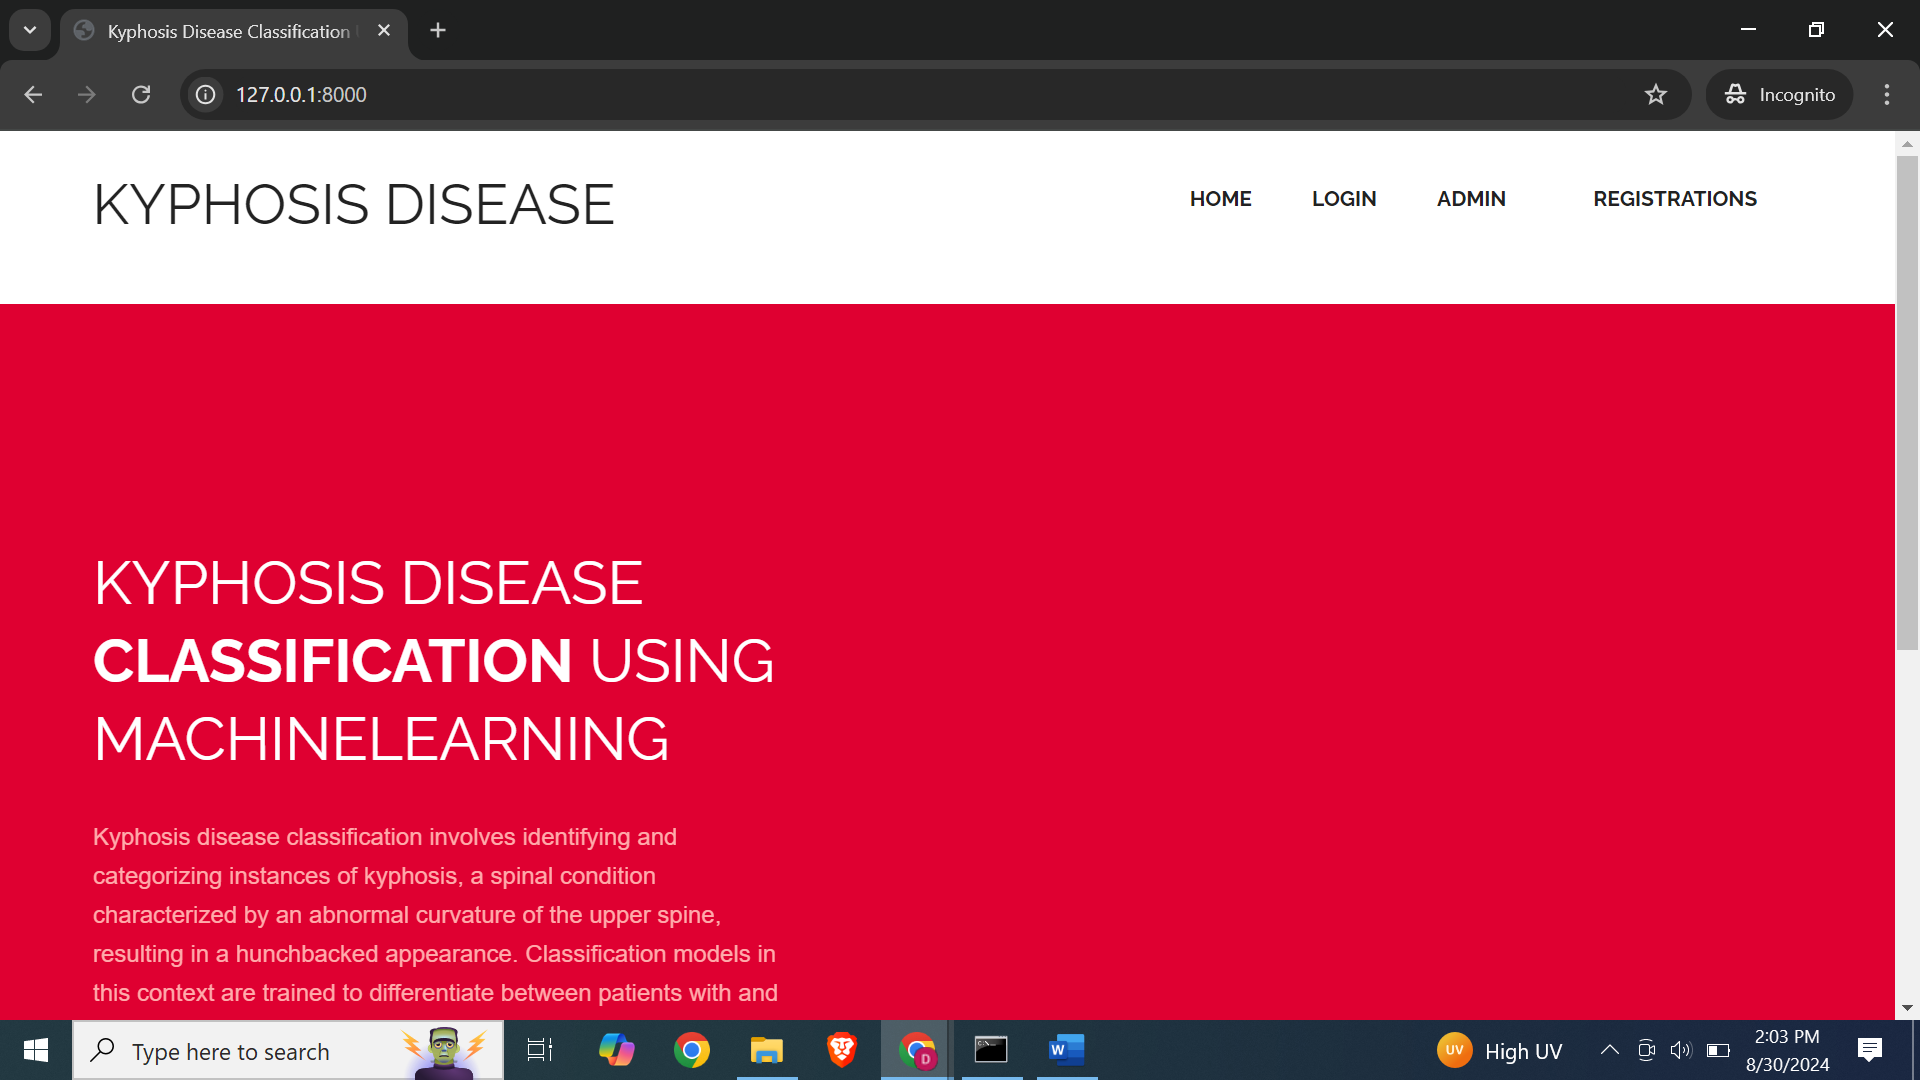 Kyphosis Disease Classification
127.0.0.1:8000
Incognito
KYPHOSIS DISEASE
HOME LOGIN ADMIN REGISTRATIONS
KYPHOSIS DISEASE
CLASSIFICATION USING
MACHINELEARNING
Kyphosis disease classification involves identifying and
categorizing instances of kyphosis, a spinal condition
characterized by an abnormal curvature of the upper spine,
resulting in a hunchbacked appearance. Classification models in
this context are trained to differentiate between patients with and
Type here to search
D
W
UV
High UV
2:03 PM
8/30/2024